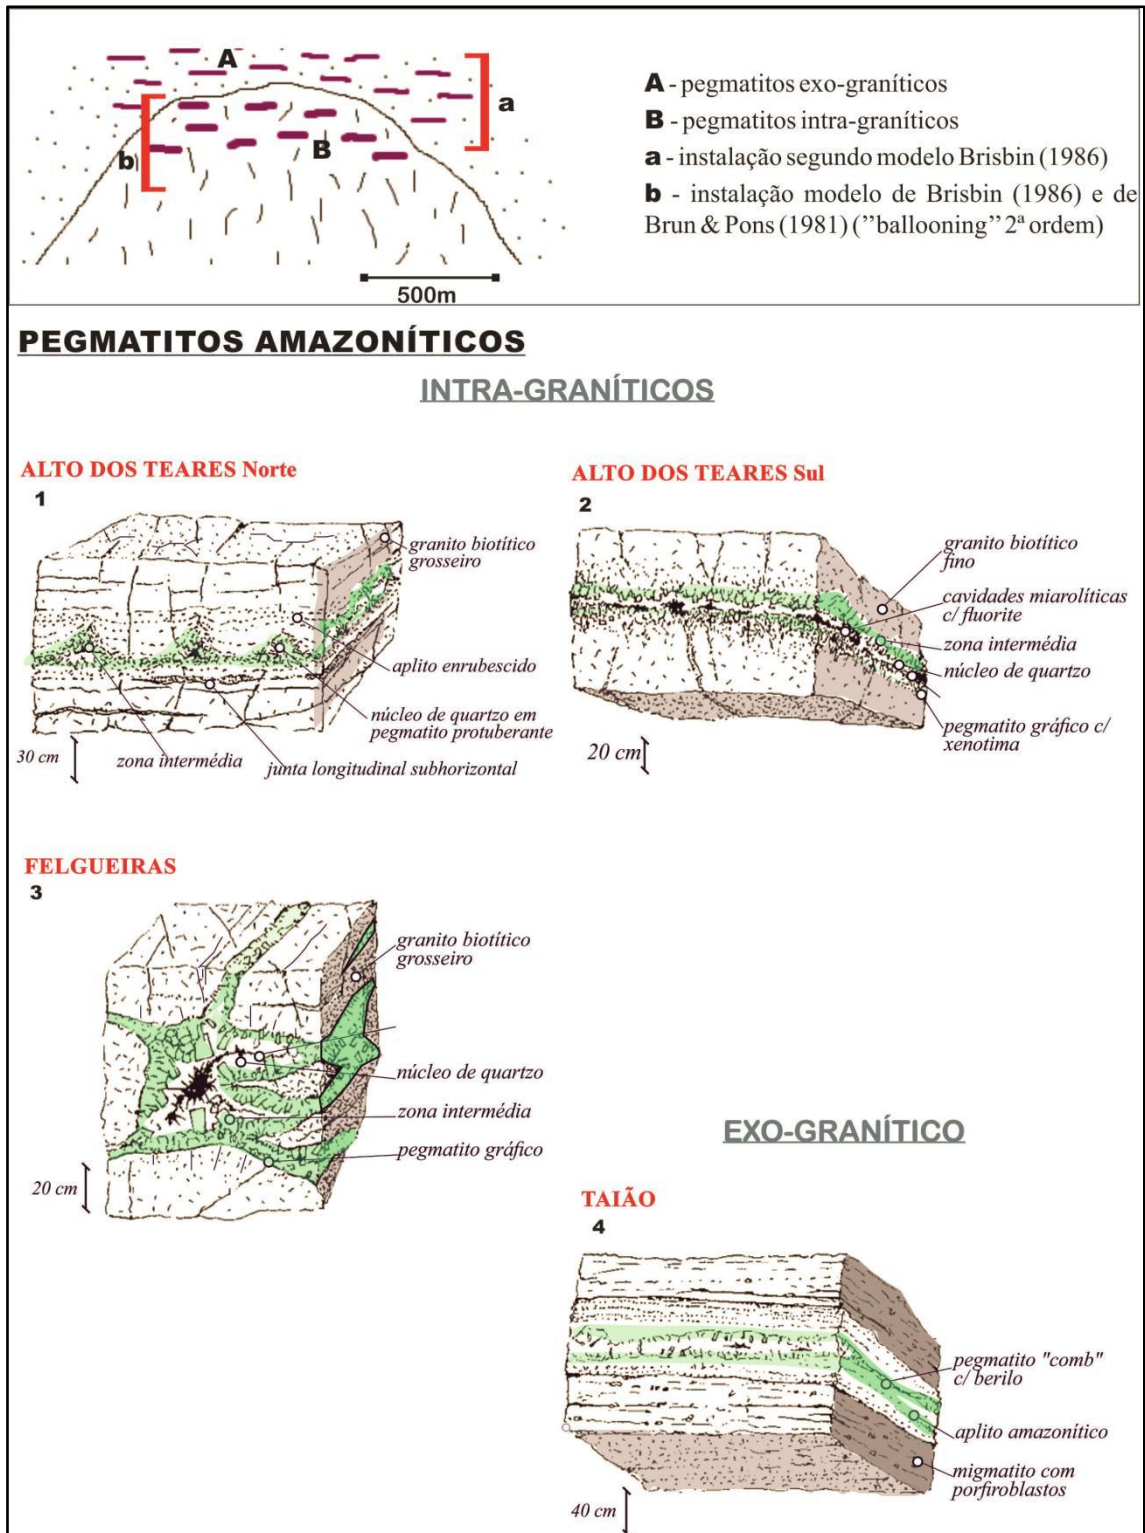 A
a
b
B
500m
A - pegmatitos exo-graníticos
B - pegmatitos intra-graníticos
a - instalação segundo modelo Brisbin (1986)
b - instalação modelo de Brisbin (1986) e de
Brun & Pons (1981) (’’ballooning’’ 2ª ordem)
PEGMATITOS AMAZONÍTICOS
INTRA-GRANÍTICOS
ALTO DOS TEARES Norte
1
granito biotítico
grosseiro
aplito enrubescido
núcleo de quartzo em
pegmatito protuberante
zona intermédia
junta longitudinal subhorizontal
30 cm
ALTO DOS TEARES Sul
2
granito biotítico
fino
cavidades miarolíticas
c/ fluorite
zona intermédia
núcleo de quartzo
pegmatito gráfico c/
xenotima
20 cm
FELGUEIRAS
3
granito biotítico
grosseiro
núcleo de quartzo
zona intermédia
pegmatito gráfico
20 cm
EXO-GRANÍTICO
TAIÃO
4
pegmatito "comb"
c/ berilo
aplito amazonítico
migmatito com
porfiroblastos
40 cm